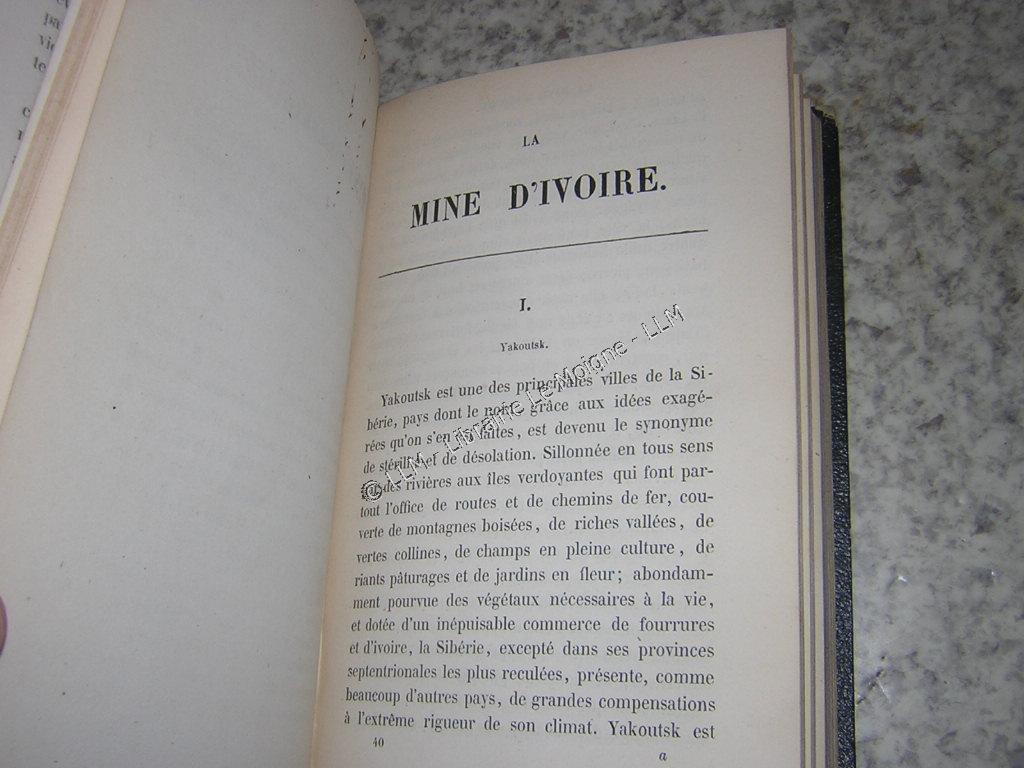 pa
vie
le
c
LA
MINE D'IVOIRE.
I.
Yakoutsk.
Yakoutsk est une des principales villes de la Si-
bérie, pays dont le nom, grâce aux idées exagé-
rées qu'on s'en faites, est devenu le synonyme
de stérilité et de désolation. Sillonnée en tous sens
par des rivières aux îles verdoyantes qui font par-
tout l'office de routes et de chemins de fer, cou-
verte de montagnes boisées, de riches vallées, de
vertes collines, de champs en pleine culture, de
riants pâturages et de jardins en fleur; abondam-
ment pourvue des végétaux nécessaires à la vie,
et dotée d'un inépuisable commerce de fourrures
et d'ivoire, la Sibérie, excepté dans ses provinces
septentrionales les plus reculées, présente, comme
beaucoup d'autres pays, de grandes compensations
à l'extrême rigueur de son climat. Yakoutsk est
40 a
© LLM Librairie Le Moigne - LLM